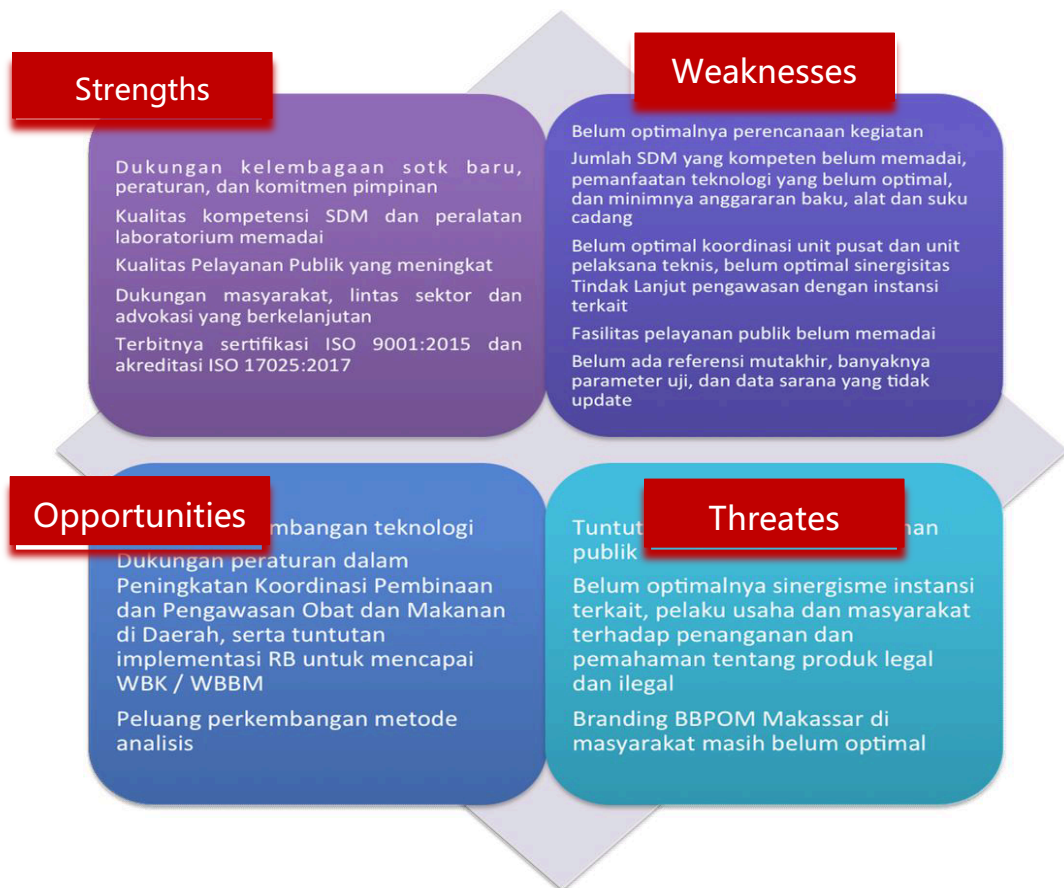 Strengths
Dukungan kelembagaan sotk baru,
peraturan, dan komitmen pimpinan
Kualitas kompetensi SDM dan peralatan
laboratorium memadai
Kualitas Pelayanan Publik yang meningkat
Dukungan masyarakat, lintas sektor dan
advokasi yang berkelanjutan
Terbitnya sertifikasi ISO 9001:2015 dan
akreditasi ISO 17025:2017
Weaknesses
Belum optimalnya perencanaan kegiatan
Jumlah SDM yang kompeten belum memadai,
pemanfaatan teknologi yang belum optimal,
dan minimnya anggararan baku, alat dan suku
cadang
Belum optimal koordinasi unit pusat dan unit
pelaksana teknis, belum optimal sinergisitas
Tindak Lanjut pengawasan dengan instansi
terkait
Fasilitas pelayanan publik belum memadai
Belum ada referensi mutakhir, banyaknya
parameter uji, dan data sarana yang tidak
update
Opportunities
teknologi
Dukungan peraturan dalam
Peningkatan Koordinasi Pembinaan
dan Pengawasan Obat dan Makanan
di Daerah, serta tuntutan
implementasi RB untuk mencapai
WBK / WBBM
Peluang perkembangan metode
analisis
Threates
publik
Belum optimalnya sinergisme instansi
terkait, pelaku usaha dan masyarakat
terhadap penanganan dan
pemahaman tentang produk legal
dan ilegal
Branding BBPOM Makassar di
masyarakat masih belum optimal